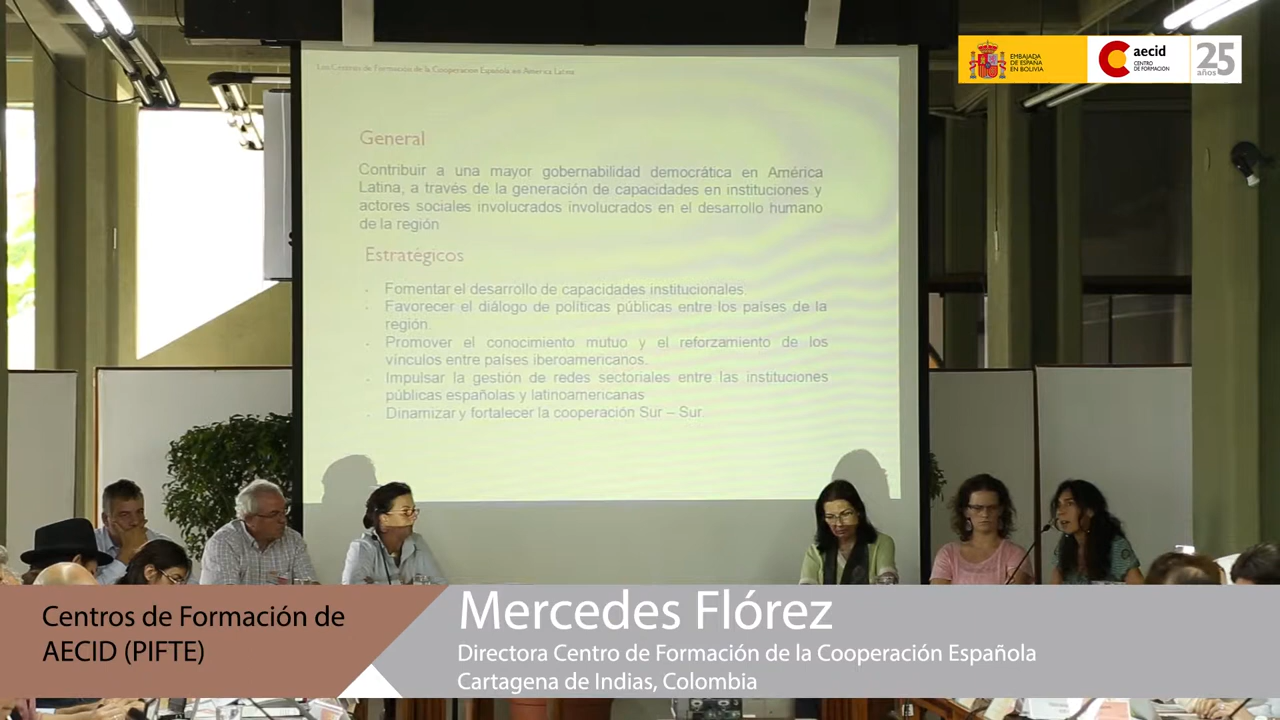 Los Centros de Formación de la Cooperación Española en América Latina
EMBAJADA
DE ESPAÑA
EN BOLIVIA
aecid
CENTRO
DE FORMACIÓN
25
años
General
Contribuir a una mayor gobernabilidad democrática en América
Latina, a través de la generación de capacidades en instituciones y
actores sociales involucrados involucrados en el desarrollo humano
de la región
Estratégicos
Fomentar el desarrollo de capacidades institucionales.
Favorecer el diálogo de políticas públicas entre los países de la
región.
Promover el conocimiento mutuo y el reforzamiento de los
vínculos entre países iberoamericanos.
Impulsar la gestión de redes sectoriales entre las instituciones
públicas españolas y latinoamericanas
Dinamizar y fortalecer la cooperación Sur – Sur.
Centros de Formación de
AECID (PIFTE)
Mercedes Flórez
Directora Centro de Formación de la Cooperación Española
Cartagena de Indias, Colombia